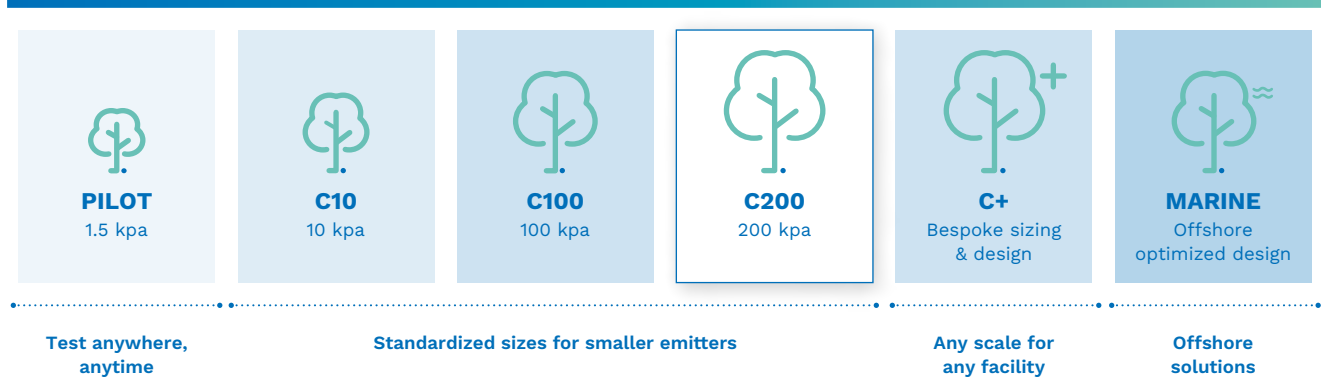 PILOT
1.5 kpa
C10
10 kpa
C100
100 kpa
C200
200 kpa
C+
Bespoke sizing
& design
MARINE
Offshore
optimized design
Test anywhere,
anytime
Standardized sizes for smaller emitters
Any scale for
any facility
Offshore
solutions